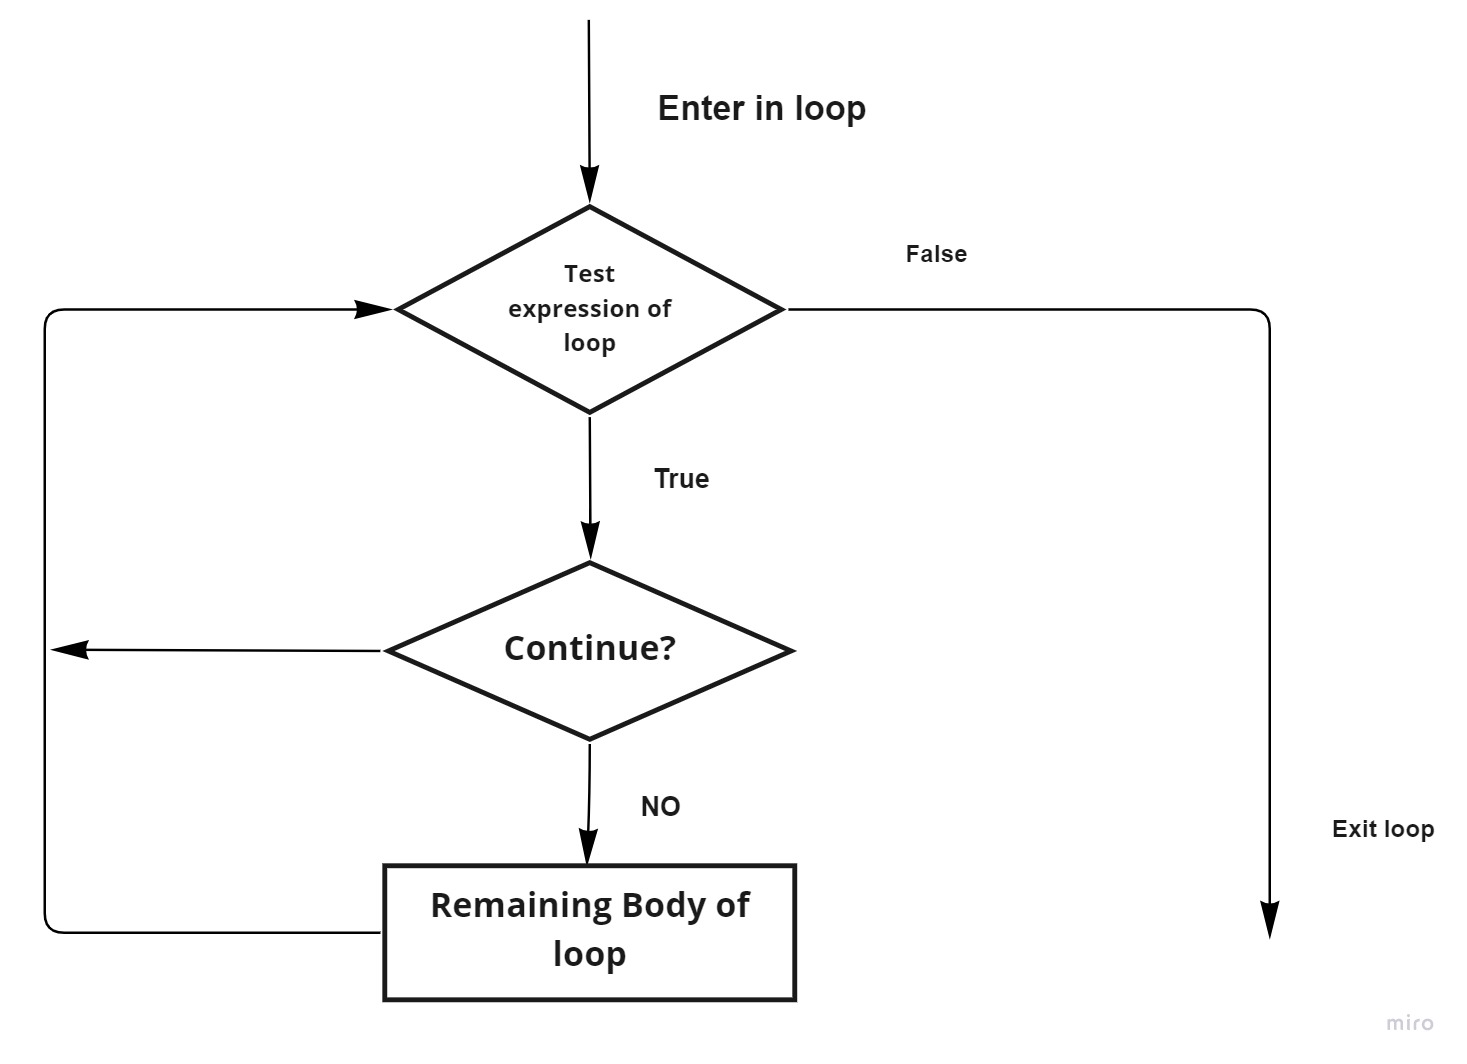 Enter in loop
False
Test
expression of
loop
True
Continue?
NO
Exit loop
Remaining Body of
loop
miro